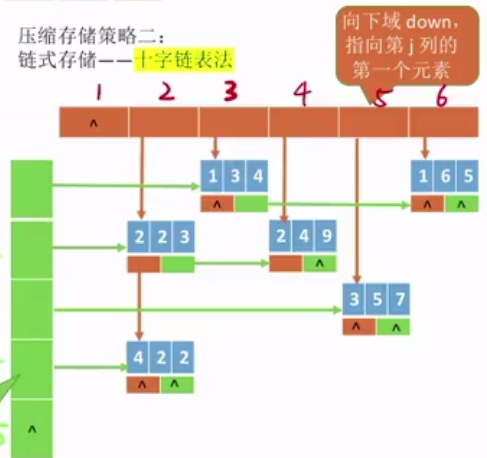 压缩存储策略二：
链式存储——十字链表法
向下域 down，
指向第 j 列的
第一个元素
1 2 3 4 5 6
^
1 3 4 1 6 5
^ ^ ^
2 2 3 2 4 9
^
3 5 7
^ ^
4 2 2
^ ^
^